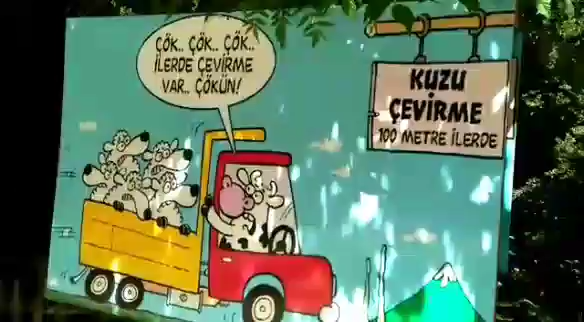 ÇÖK.. ÇÖK.. ÇÖK..
İLERDE ÇEVİRME
VAR.. ÇÖKÜN!
KUZU
ÇEVİRME
100 METRE İLERDE